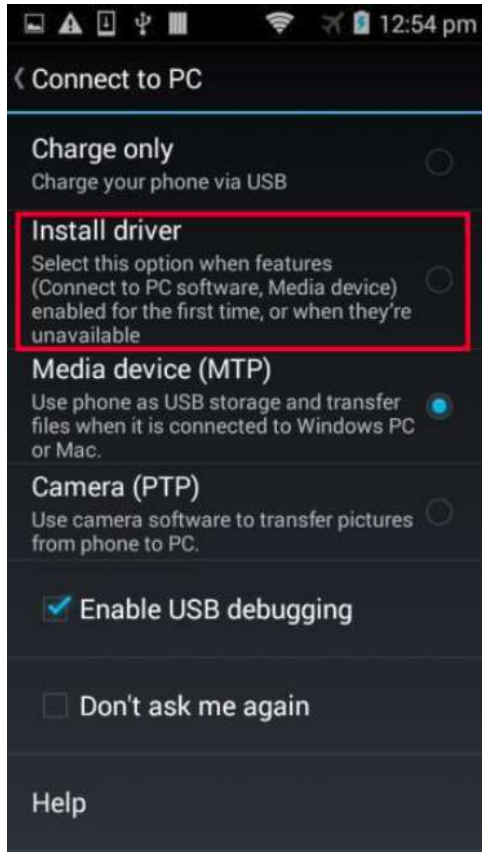 12:54 pm
Connect to PC
Charge only
Charge your phone via USB
Install driver
Select this option when features
(Connect to PC software, Media device)
enabled for the first time, or when they're
unavailable
Media device (MTP)
Use phone as USB storage and transfer
files when it is connected to Windows PC
or Mac.
Camera (PTP)
Use camera software to transfer pictures
from phone to PC.
Enable USB debugging
Don't ask me again
Help